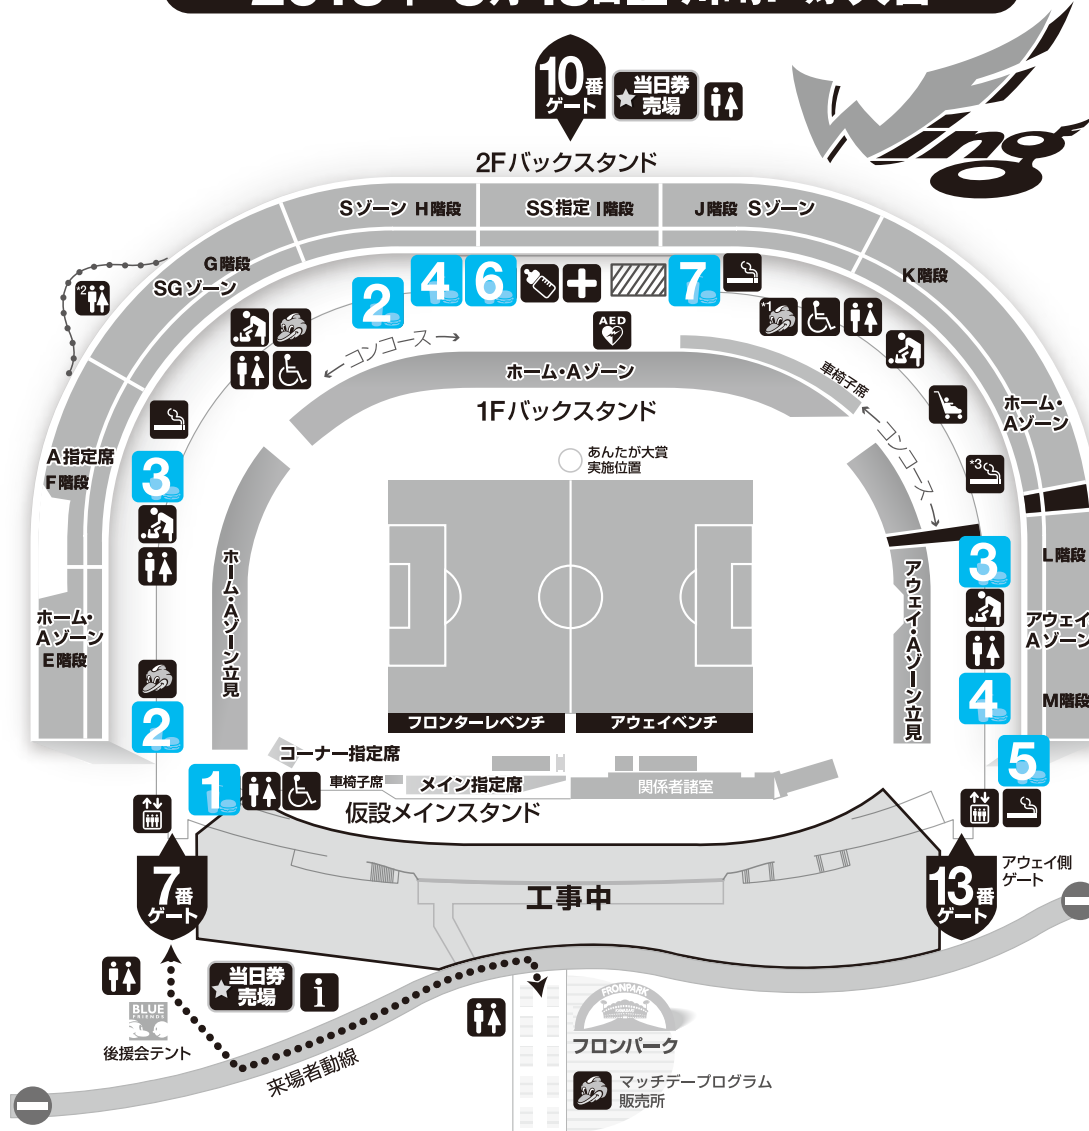 10番
ゲート
当日券
売場
Wing
2Fバックスタンド
Sゾーン H階段
SS指定 I階段
J階段 Sゾーン
G階段
SGゾーン
K階段
*2
2
4
6
7
*1
AED
コンコース
ホーム・Aゾーン
車椅子席
1Fバックスタンド
ホーム・
Aゾーン
コンコース
A指定席
F階段
3
あんたが大賞
実施位置
*3
ホーム・Aゾーン立見
アウェイ・Aゾーン立見
3
L階段
ホーム・
Aゾーン
E階段
アウェイ
Aゾーン
4
M階段
2
フロンターレベンチ
アウェイベンチ
コーナー指定席
5
1
車椅子席
メイン指定席
関係者諸室
仮設メインスタンド
7番
ゲート
工事中
13番
ゲート
アウェイ側
ゲート
当日券
売場
i
BLUE
FRIENDS
後援会テント
来場者動線
FRONPARK
フロンパーク
マッチデープログラム
販売所